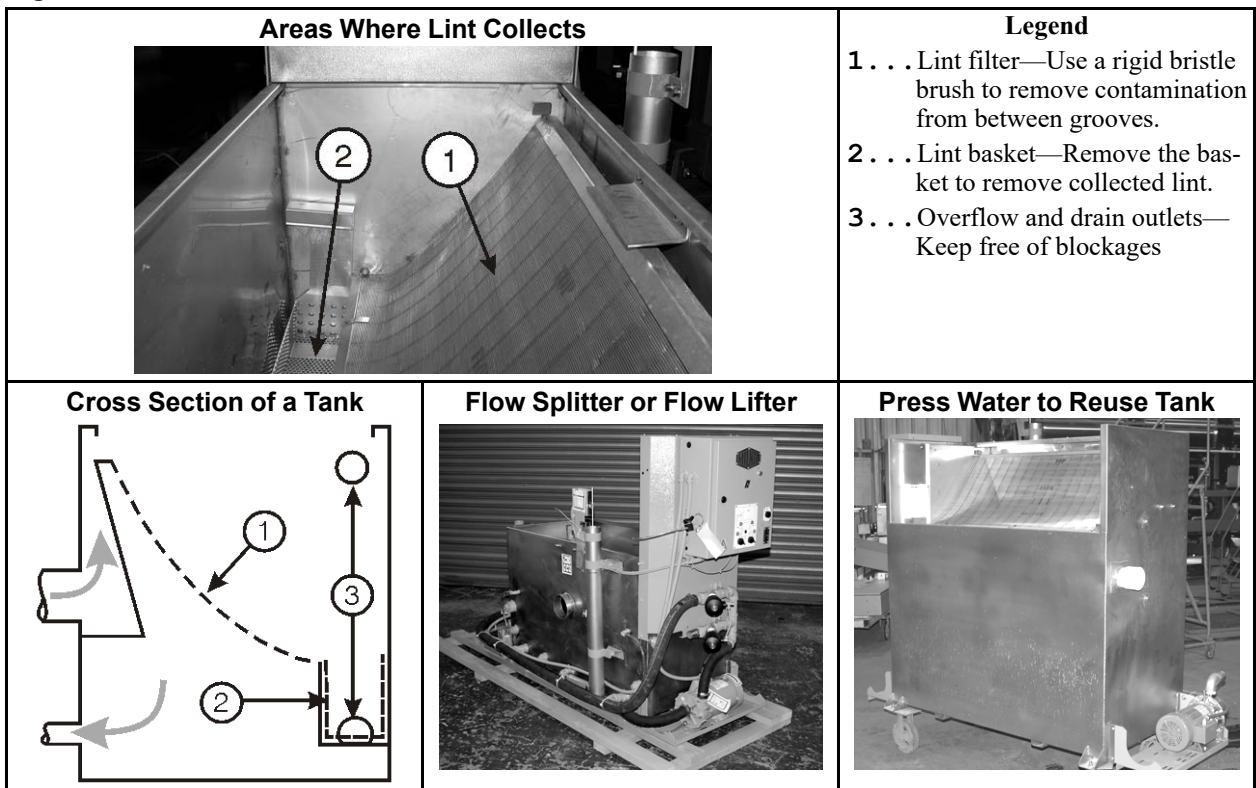 Areas Where Lint Collects
2
1
Legend
1...Lint filter—Use a rigid bristle
brush to remove contamination
from between grooves.
2...Lint basket—Remove the bas-
ket to remove collected lint.
3...Overflow and drain outlets—
Keep free of blockages
Cross Section of a Tank
1
3
2
Flow Splitter or Flow Lifter
Press Water to Reuse Tank